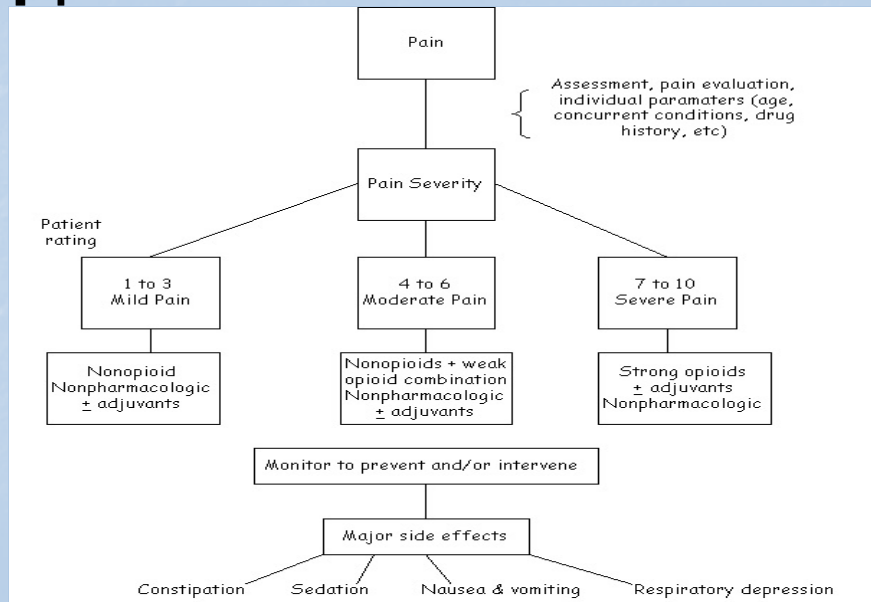 Pain
Assessment, pain evaluation,
individual paramaters (age,
concurrent conditions, drug
history, etc)
Pain Severity
Patient
rating
1 to 3
Mild Pain
4 to 6
Moderate Pain
7 to 10
Severe Pain
Nonopioid
Nonpharmacologic
± adjuvants
Nonopioids + weak
opioid combination
Nonpharmacologic
± adjuvants
Strong opioids
± adjuvants
Nonpharmacologic
Monitor to prevent and/or intervene
Major side effects
Constipation
Sedation
Nausea & vomiting
Respiratory depression